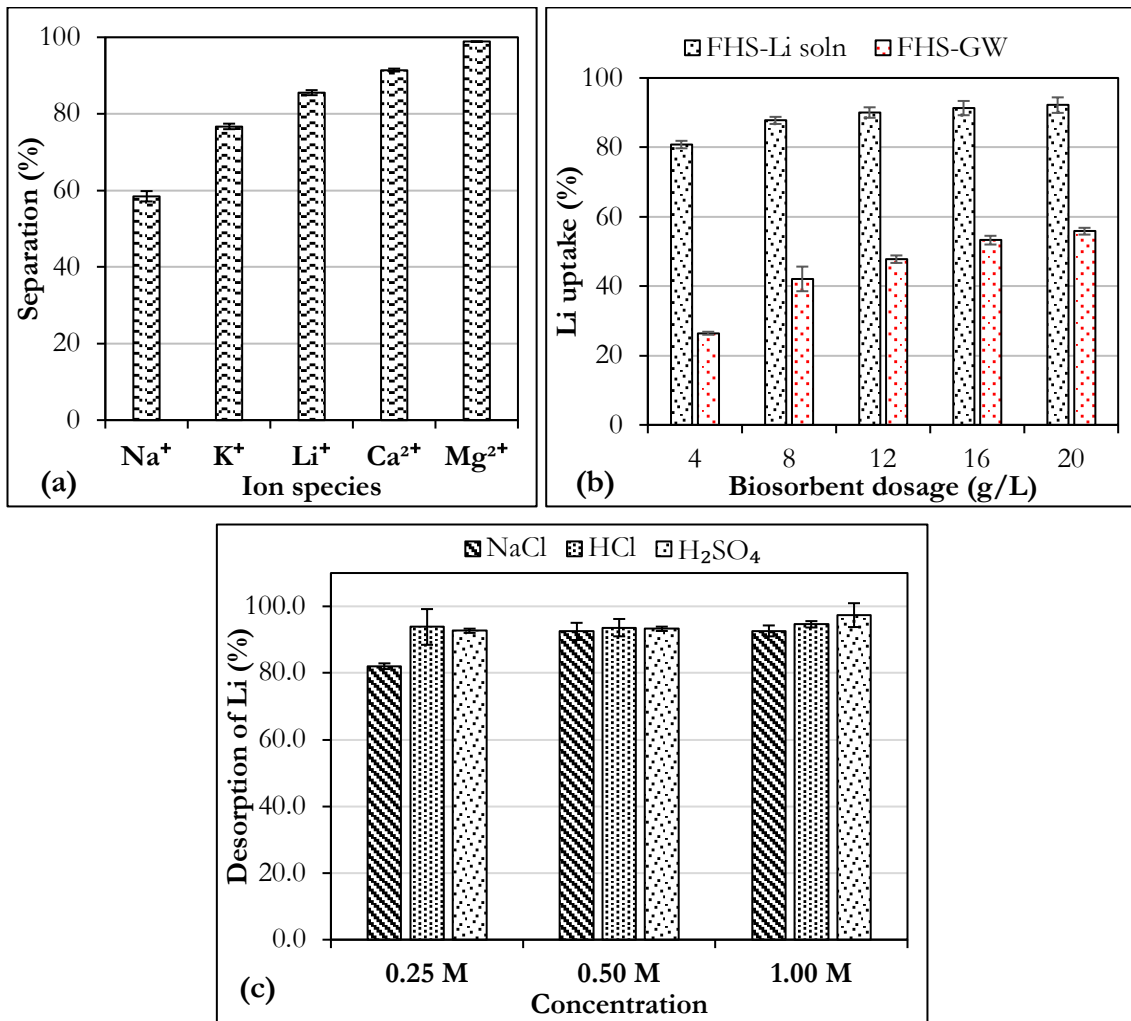 100
80
60
40
20
0
Separation (%)
Na⁺ K⁺ Li⁺ Ca²⁺ Mg²⁺
(a)
Ion species
FHS-Li soln FHS-GW
100
80
60
40
20
0
Li uptake (%)
4 8 12 16 20
(b)
Biosorbent dosage (g/L)
NaCl HCl H₂SO₄
100.0
80.0
60.0
40.0
20.0
0.0
Desorption of Li (%)
0.25 M 0.50 M 1.00 M
(c)
Concentration